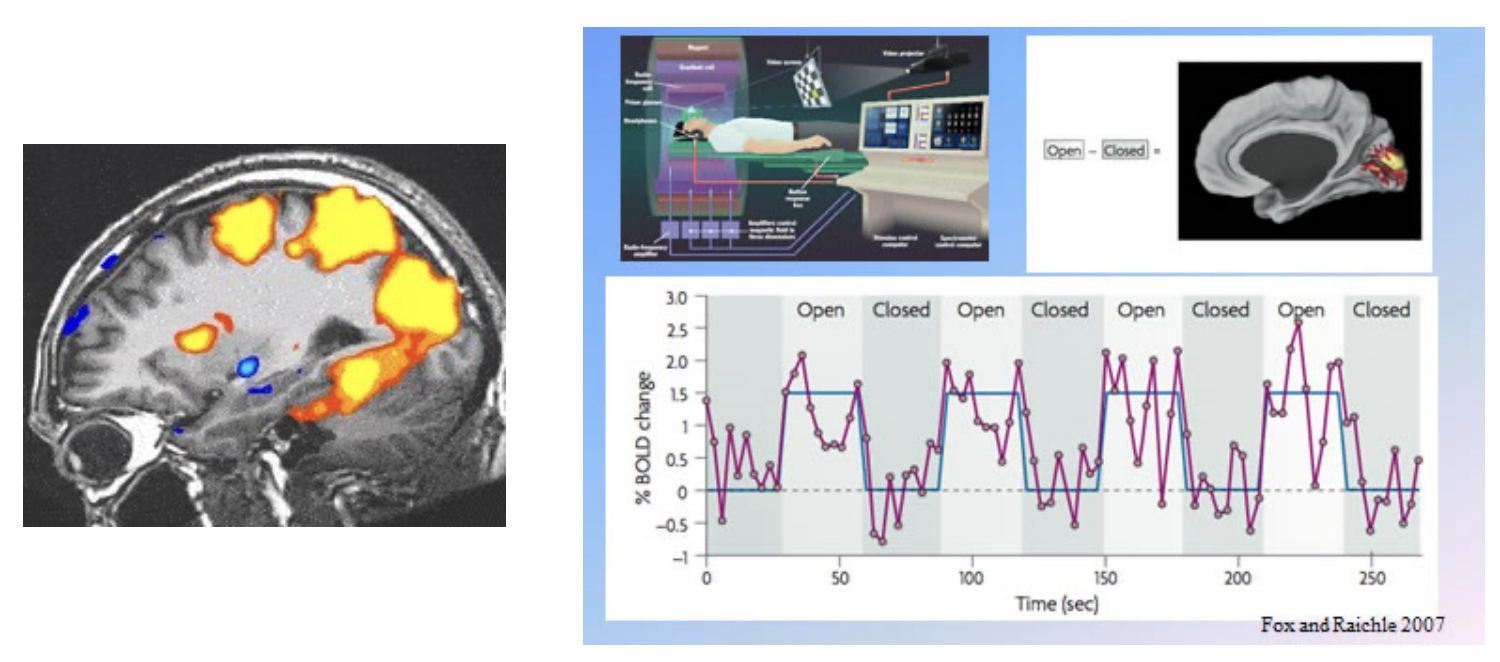 Magnet
Gradient coil
Radio-
frequency
coil
Prism glasses
Headphones
Video screen
Video projector
Button
response
box
Amplifiers control
magnetic field in
three dimensions
Radio-frequency
amplifier
Stimulus control
computer
Spectrometer
control computer
Open - Closed =
Open Closed Open Closed Open Closed Open Closed
% BOLD change
3.0
2.5
2.0
1.5
1
0.5
0
−0.5
−1
0 50 100 150 200 250
Time (sec)
Fox and Raichle 2007